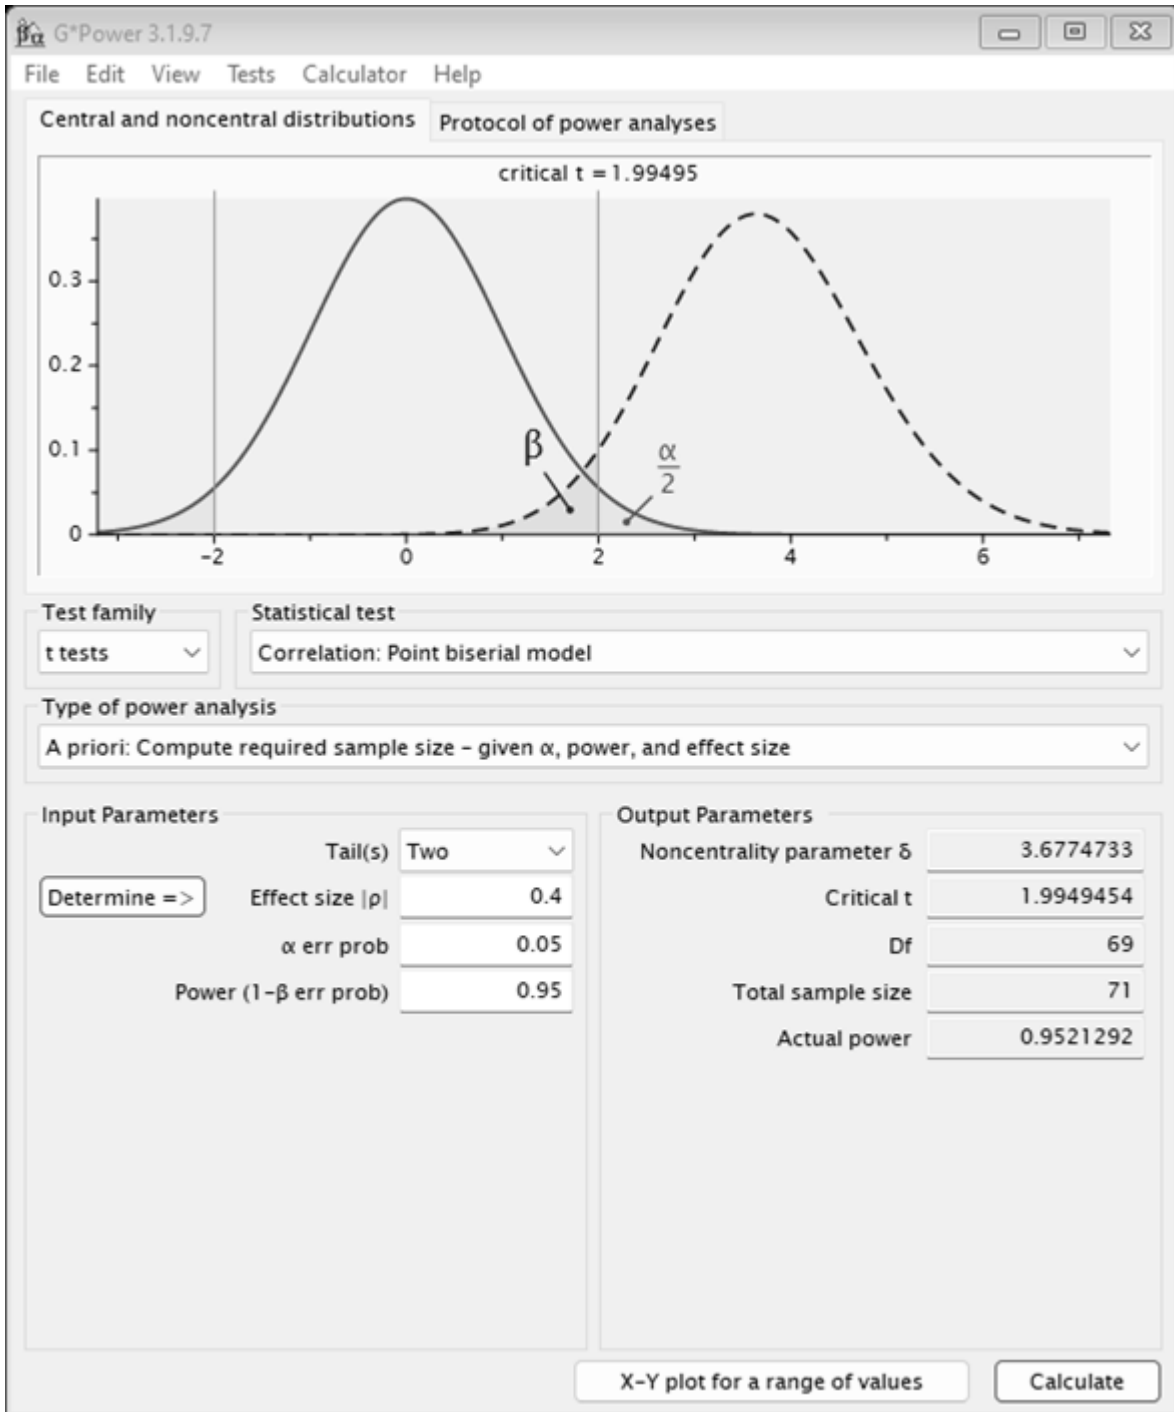 βα G*Power 3.1.9.7
File Edit View Tests Calculator Help
Central and noncentral distributions Protocol of power analyses
critical t = 1.99495
0.3
0.2
0.1
0
β
α
2
-2 0 2 4 6
Test family Statistical test
t tests Correlation: Point biserial model
Type of power analysis
A priori: Compute required sample size – given α, power, and effect size
Input Parameters Output Parameters
Tail(s) Two Noncentrality parameter δ 3.6774733
Determine => Effect size |ρ| 0.4 Critical t 1.9949454
α err prob 0.05 Df 69
Power (1-β err prob) 0.95 Total sample size 71
Actual power 0.9521292
X-Y plot for a range of values Calculate